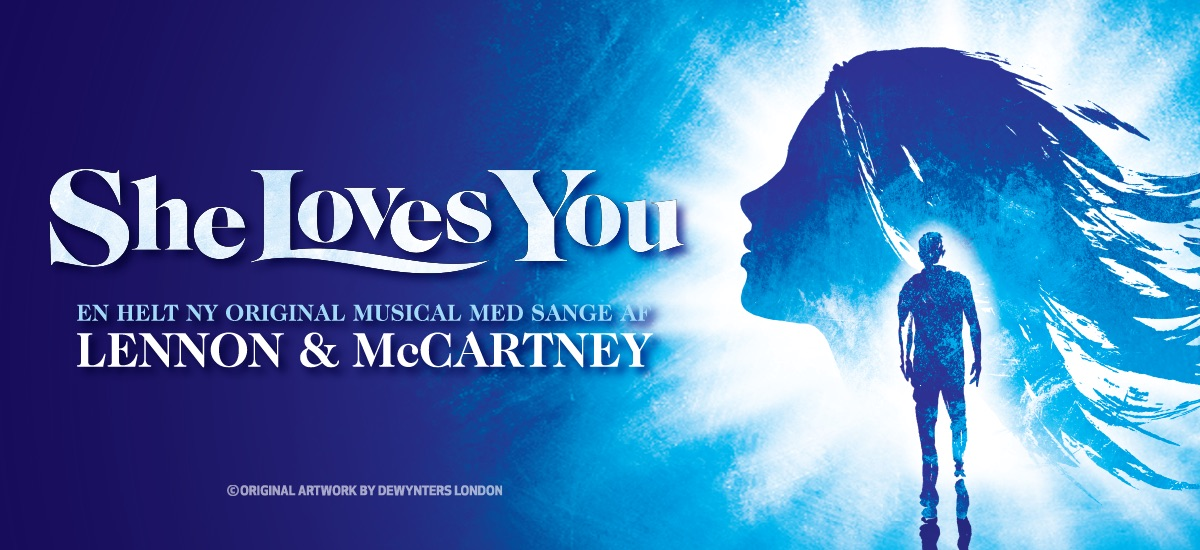 She Loves You
EN HELT NY ORIGINAL MUSICAL MED SANGE AF
LENNON & McCARTNEY
©ORIGINAL ARTWORK BY DEWYNTERS LONDON